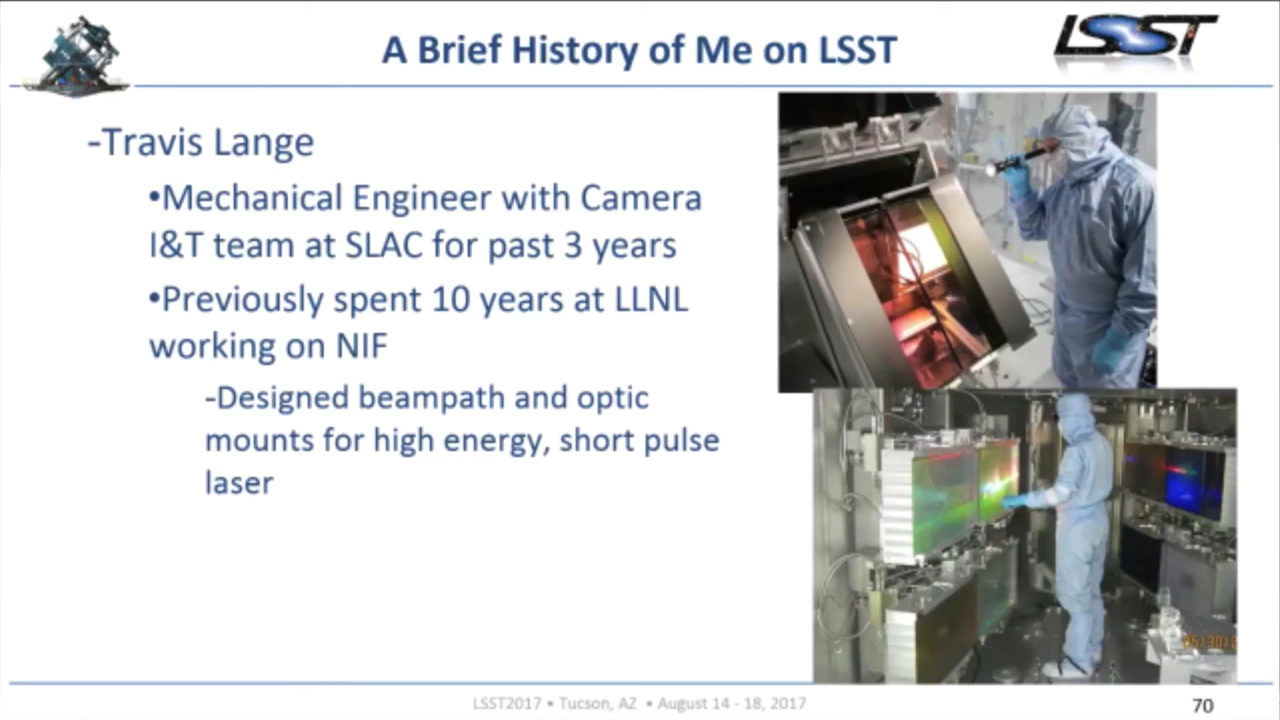 A Brief History of Me on LSST
LSST
-Travis Lange
•Mechanical Engineer with Camera
I&T team at SLAC for past 3 years
•Previously spent 10 years at LLNL
working on NIF
-Designed beampath and optic
mounts for high energy, short pulse
laser
LSST2017 • Tucson, AZ • August 14 - 18, 2017
70